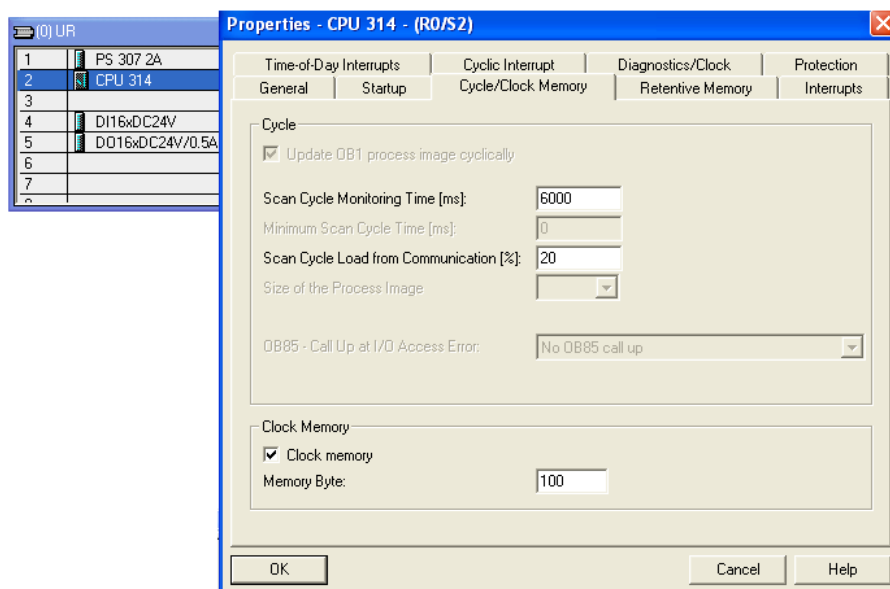 (0) UR
1 PS 307 2A
2 CPU 314
3
4 DI16xDC24V
5 DO16xDC24V/0.5A
6
7
Properties - CPU 314 - (R0/S2)
Time-of-Day Interrupts Cyclic Interrupt Diagnostics/Clock Protection
General Startup Cycle/Clock Memory Retentive Memory Interrupts
Cycle
Update OB1 process image cyclically
Scan Cycle Monitoring Time [ms]: 6000
Minimum Scan Cycle Time [ms]: 0
Scan Cycle Load from Communication [%]: 20
Size of the Process Image
OB85 - Call Up at I/O Access Error: No OB85 call up
Clock Memory
Clock memory
Memory Byte: 100
OK Cancel Help